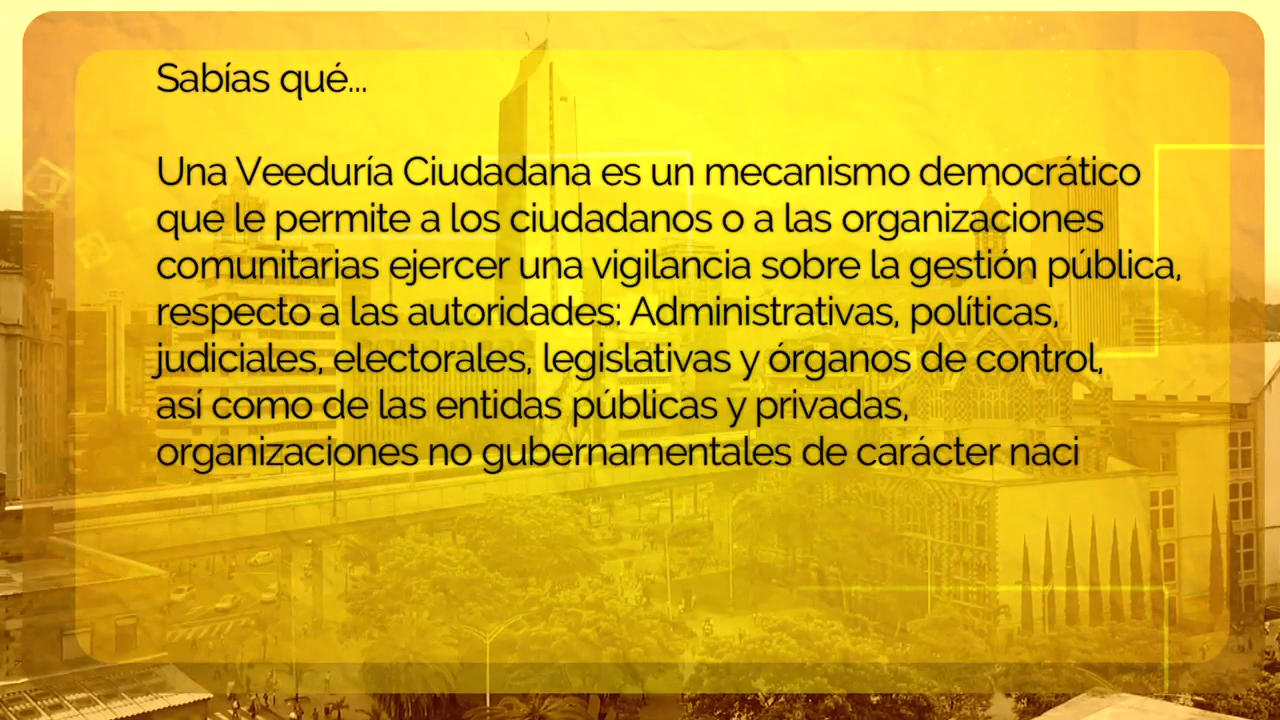 Sabías qué...
Una Veeduría Ciudadana es un mecanismo democrático
que le permite a los ciudadanos o a las organizaciones
comunitarias ejercer una vigilancia sobre la gestión pública,
respecto a las autoridades: Administrativas, políticas,
judiciales, electorales, legislativas y órganos de control,
así como de las entidas públicas y privadas,
organizaciones no gubernamentales de carácter naci